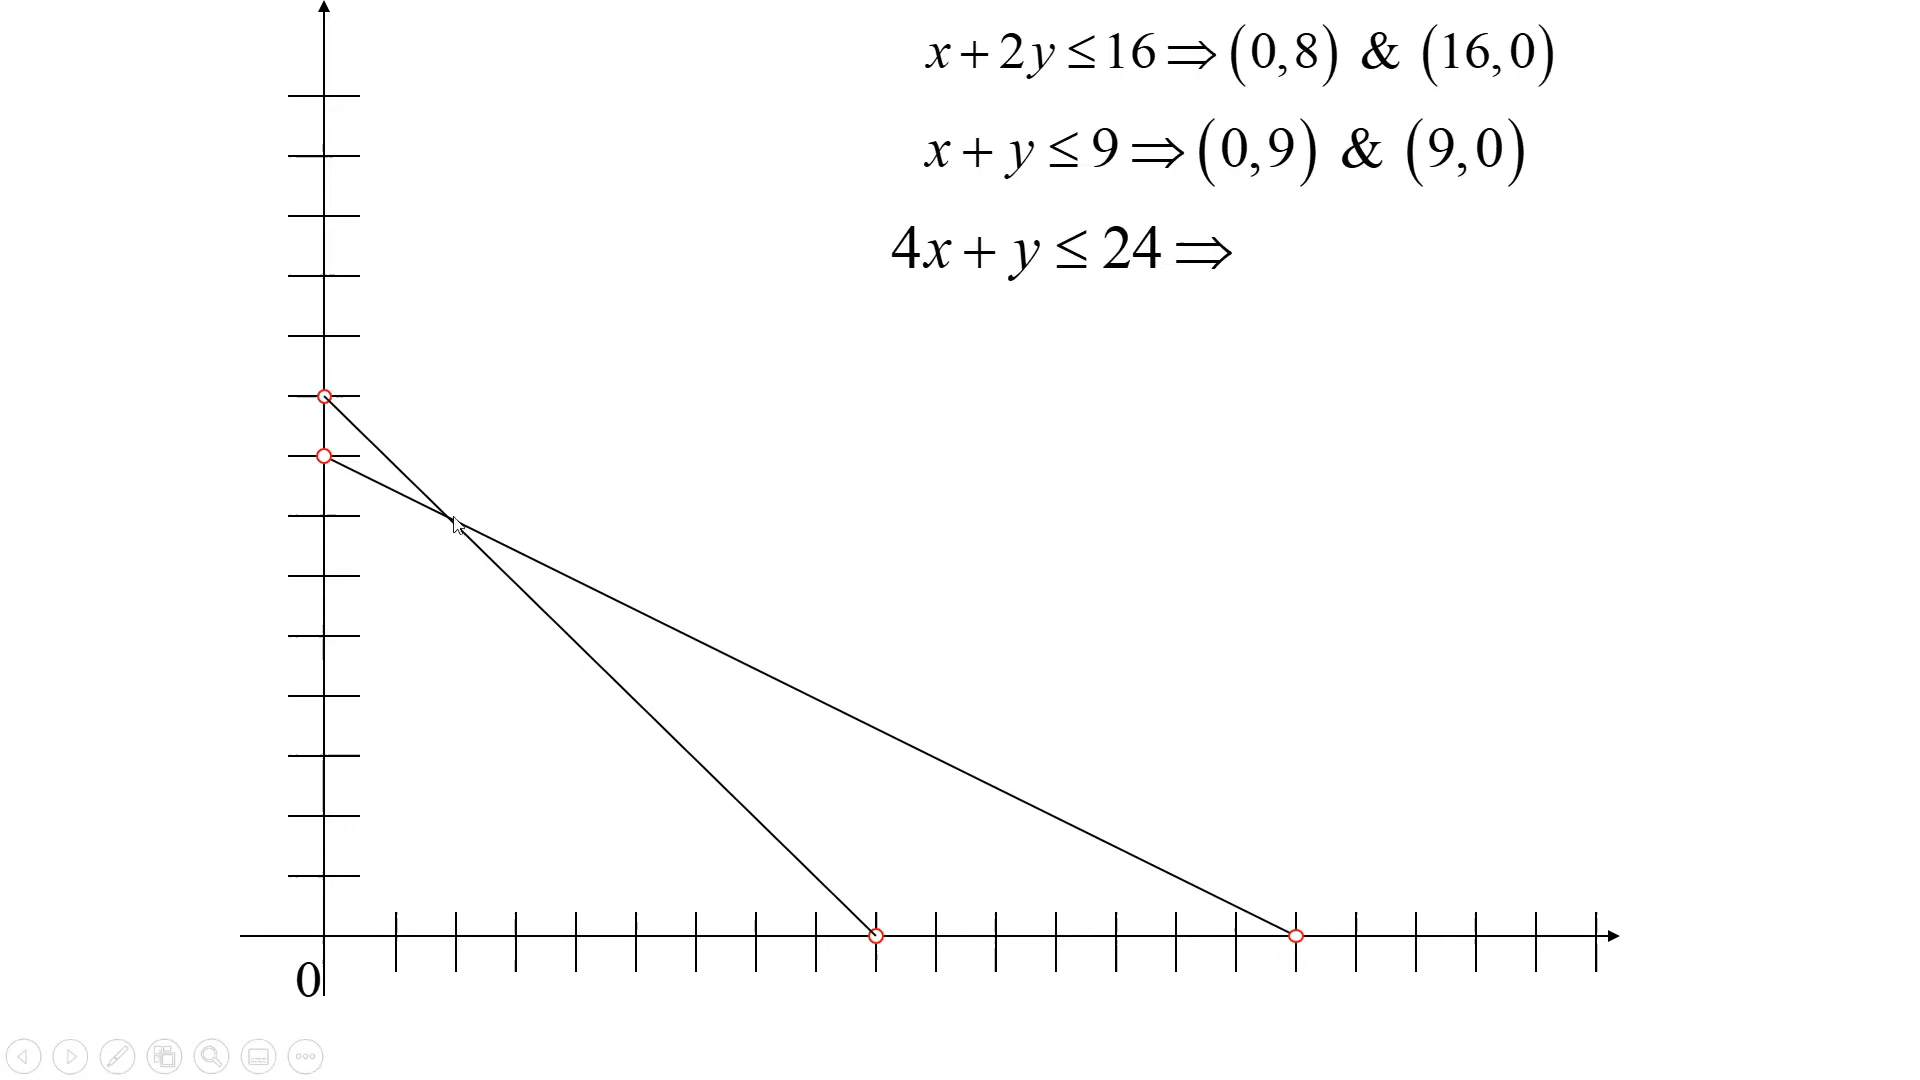 x + 2y ≤ 16 ⇒ (0,8) & (16,0)
x + y ≤ 9 ⇒ (0,9) & (9,0)
4x + y ≤ 24 ⇒
0